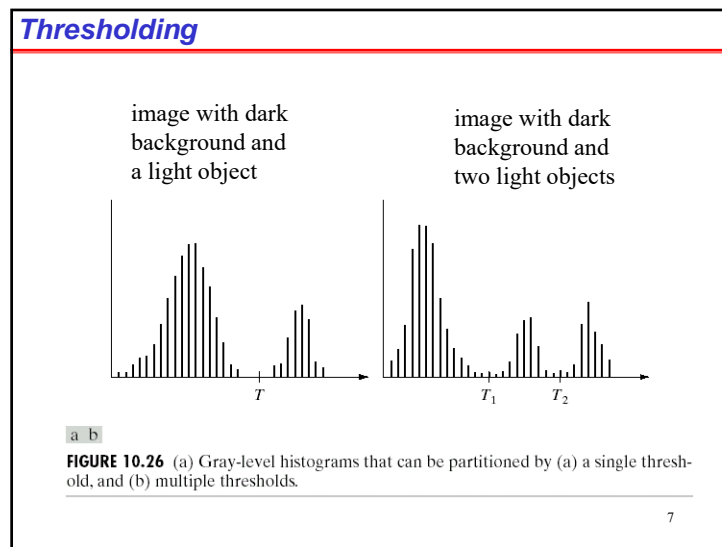 Thresholding
image with dark
background and
a light object
image with dark
background and
two light objects
T
T1
T2
a b
FIGURE 10.26 (a) Gray-level histograms that can be partitioned by (a) a single thresh-
old, and (b) multiple thresholds.
7